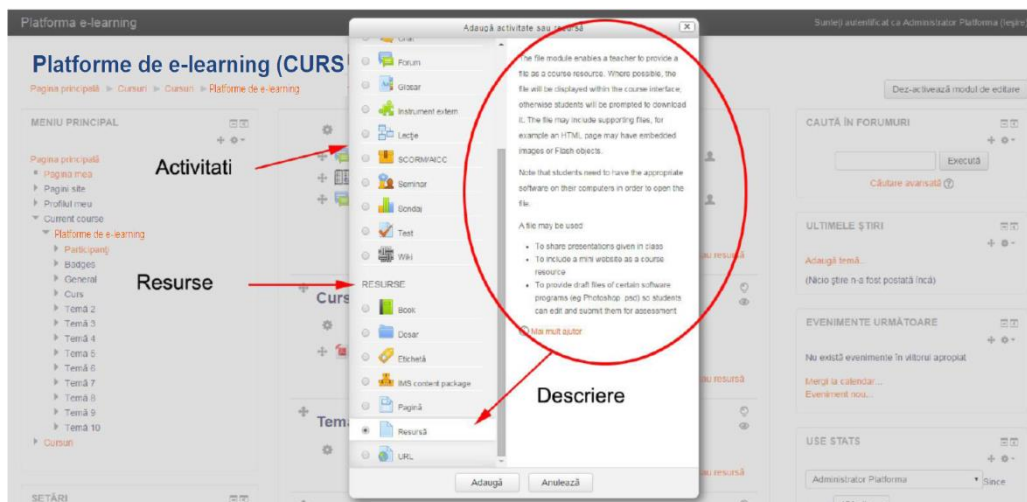 Platforma e-learning
Sunteți autentificat ca Administrator Platforma (Ieșire)
Platforme de e-learning (CURS
Pagina principală Cursuri Cursuri Platforme de e-learning
Dez-activează modul de editare
MENIU PRINCIPAL
Pagina principală
Pagina mea
Pagini site
Profilul meu
Current course
Platforme de e-learning
Participanți
Badges
General
Curs
Temă 2
Temă 3
Temă 4
Temă 5
Temă 6
Temă 7
Temă 8
Temă 9
Temă 10
Cursuri
SETĂRI
Activitati
Resurse
Curs
Tem
Adaugă activitate sau resursă
Chat
Forum
Glosar
Instrument extern
Lecție
SCORM/AICC
Seminar
Sondaj
Test
Wiki
RESURSE
Book
Dosar
Etichetă
IMS content package
Pagină
Resursă
URL
The file module enables a teacher to provide a
file as a course resource. Where possible, the
file will be displayed within the course interface;
otherwise students will be prompted to download
it. The file may include supporting files, for
example an HTML page may have embedded
images or Flash objects.
Note that students need to have the appropriate
software on their computers in order to open the
file.
A file may be used
To share presentations given in class
To include a mini website as a course
resource
To provide draft files of certain software
programs (eg Photoshop .psd) so students
can edit and submit them for assessment
Mai mult ajutor
Descriere
Adaugă
Anulează
au resursă
au resursă
au resursă
CAUTĂ ÎN FORUMURI
Execută
Căutare avansată
ULTIMELE ȘTIRI
Adaugă temă...
(Nicio știre n-a fost postată încă)
EVENIMENTE URMĂTOARE
Nu există evenimente în viitorul apropiat
Mergi la calendar...
Eveniment nou...
USE STATS
Administrator Platforma
Since